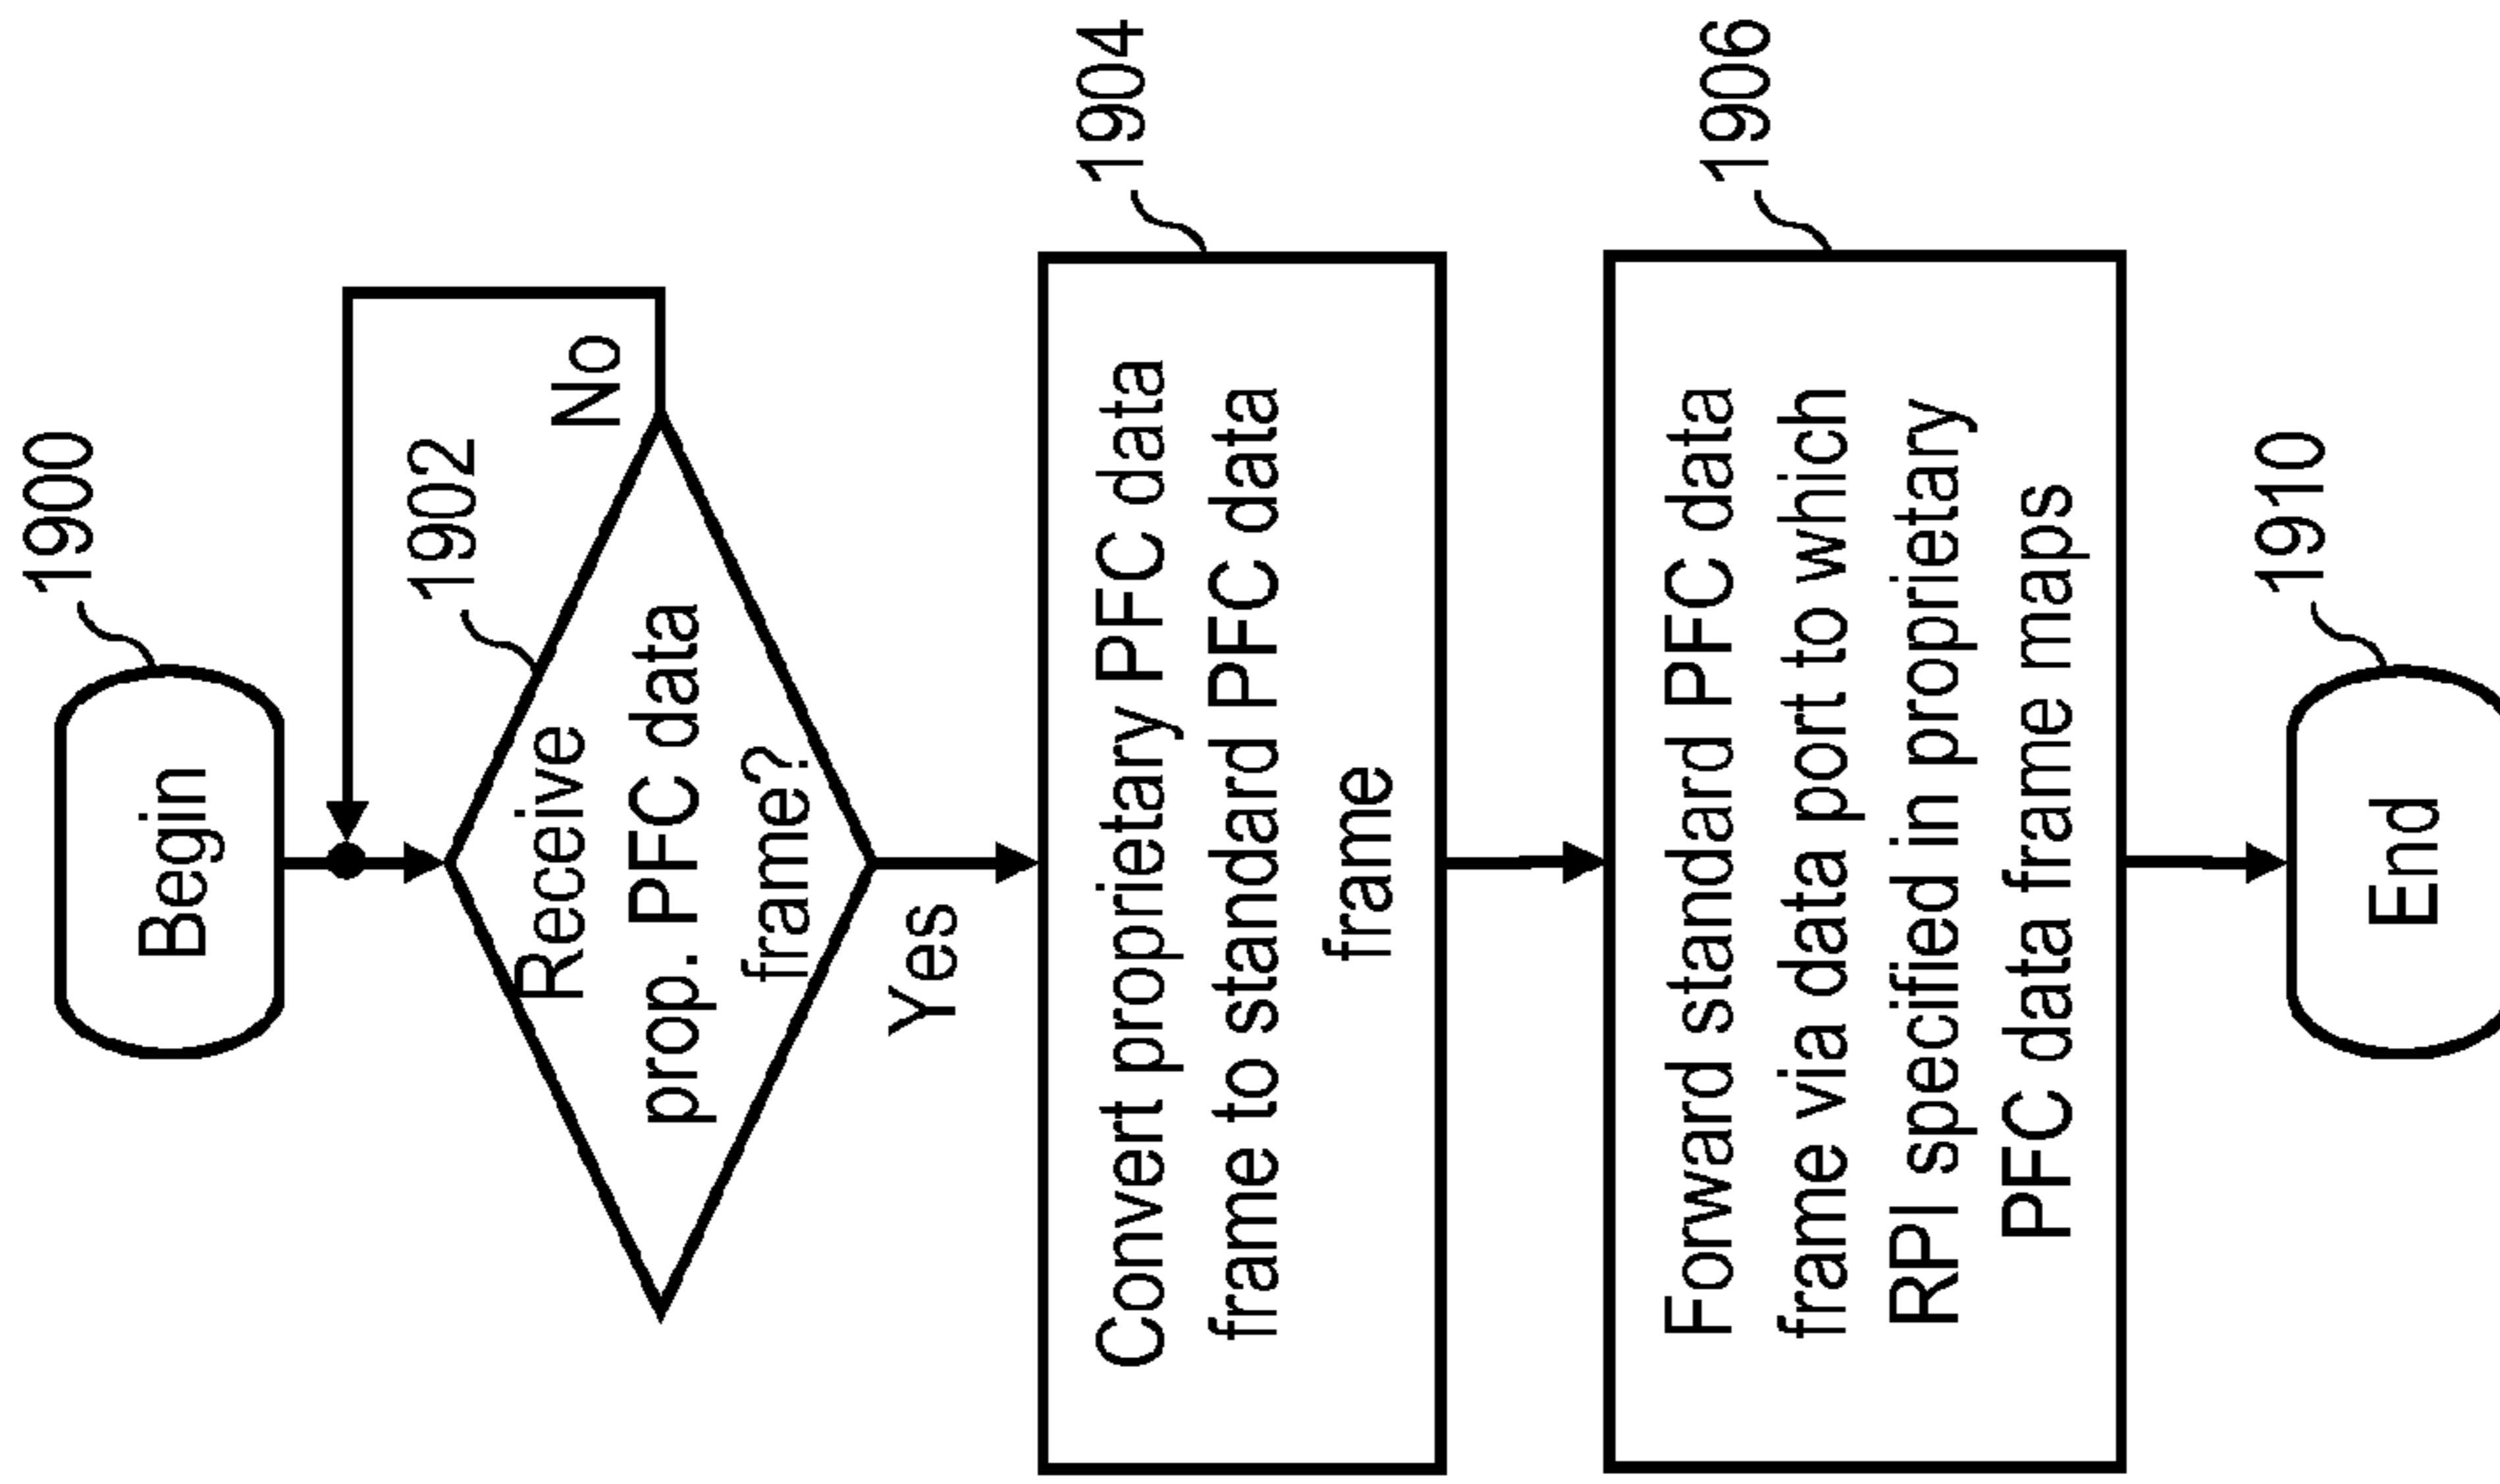 1900
Begin
1902
Receive
prop. PFC data
frame?
No
Yes
1904
Convert proprietary PFC data
frame to standard PFC data
frame
1906
Forward standard PFC data
frame via data port to which
RPI specified in proprietary
PFC data frame maps
1910
End